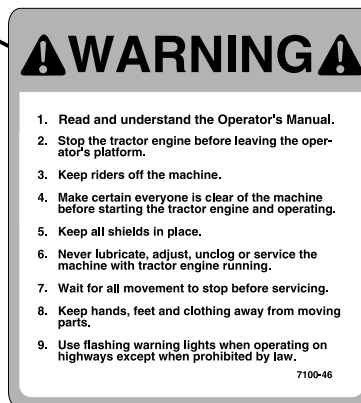 WARNING
1. Read and understand the Operator's Manual.
2. Stop the tractor engine before leaving the oper-
ator's platform.
3. Keep riders off the machine.
4. Make certain everyone is clear of the machine
before starting the tractor engine and operating.
5. Keep all shields in place.
6. Never lubricate, adjust, unclog or service the
machine with tractor engine running.
7. Wait for all movement to stop before servicing.
8. Keep hands, feet and clothing away from moving
parts.
9. Use flashing warning lights when operating on
highways except when prohibited by law.
7100-46